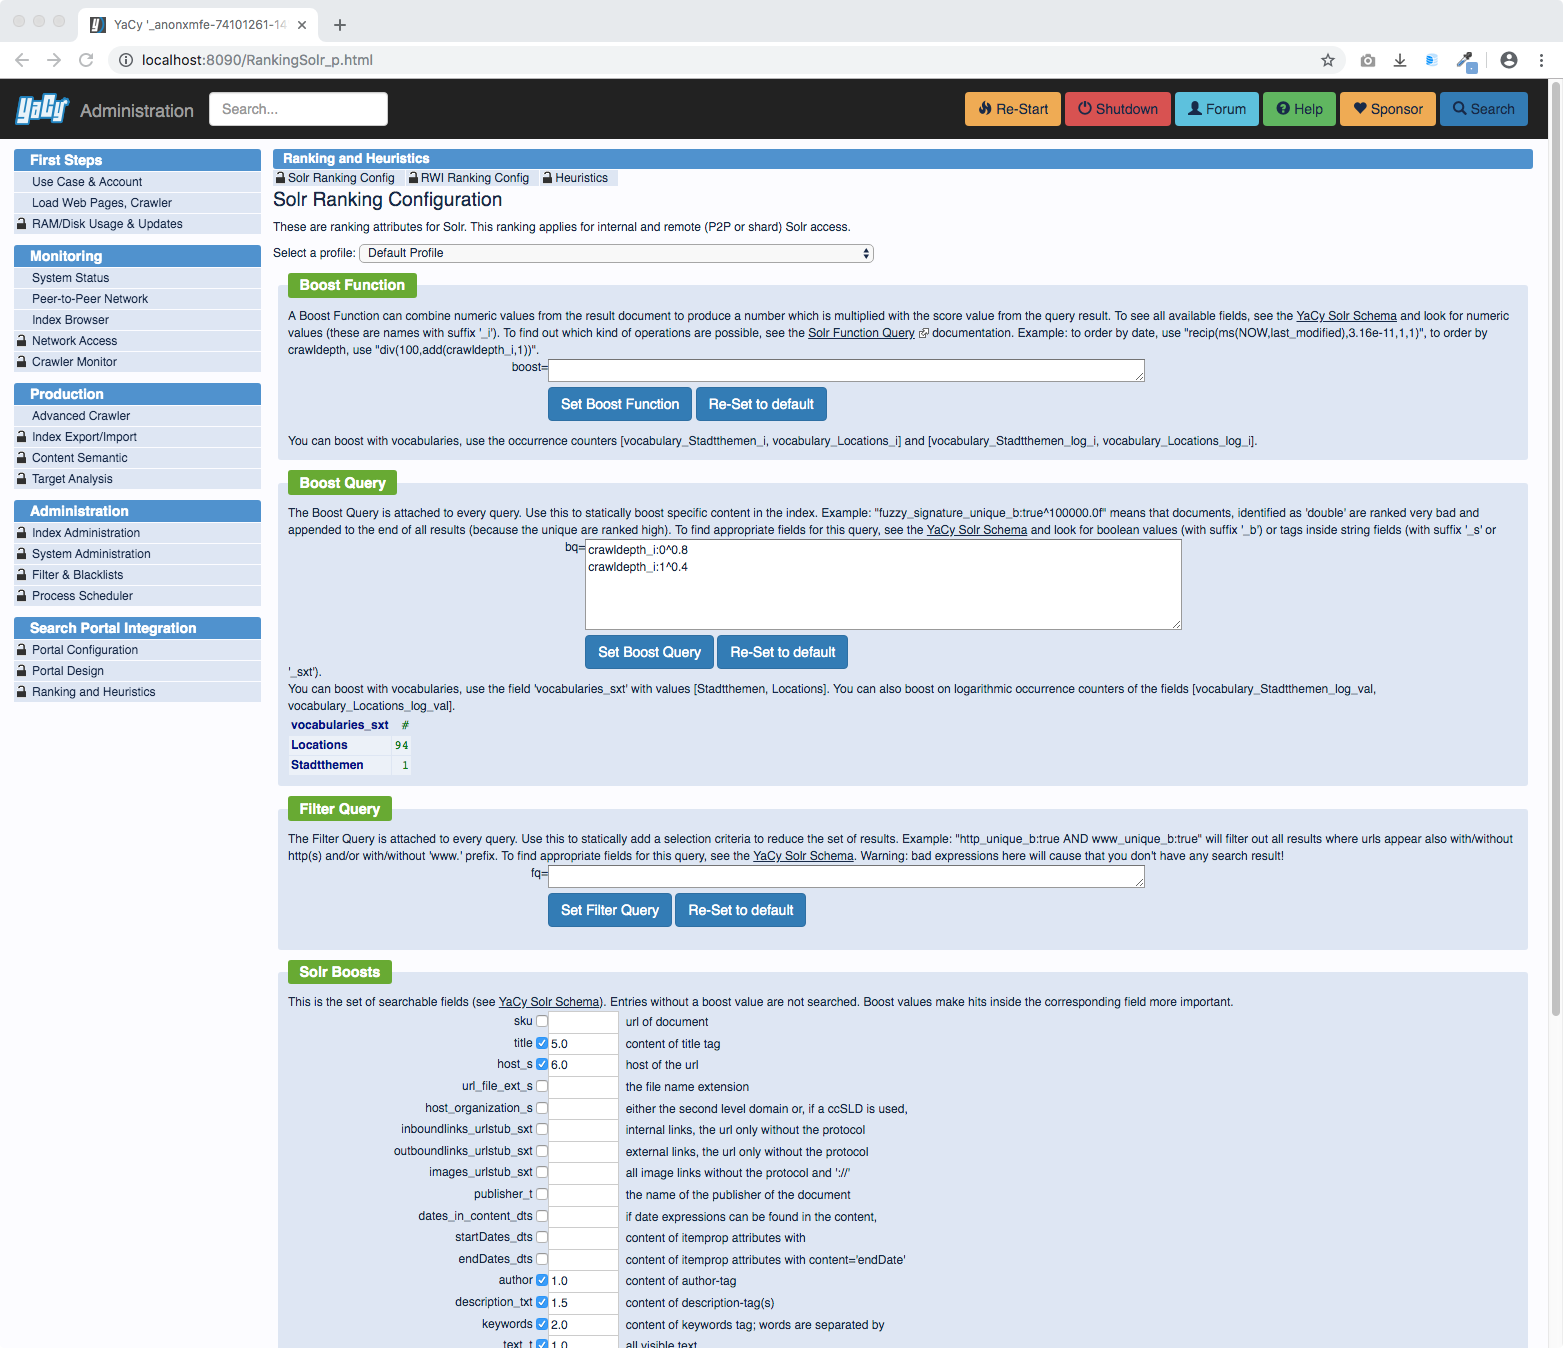 YaCy '_anonxmfe-74101261-14
localhost:8090/RankingSolr_p.html
YaCy Administration Search... Re-Start Shutdown Forum Help Sponsor Search
First Steps
Use Case & Account
Load Web Pages, Crawler
RAM/Disk Usage & Updates
Monitoring
System Status
Peer-to-Peer Network
Index Browser
Network Access
Crawler Monitor
Production
Advanced Crawler
Index Export/Import
Content Semantic
Target Analysis
Administration
Index Administration
System Administration
Filter & Blacklists
Process Scheduler
Search Portal Integration
Portal Configuration
Portal Design
Ranking and Heuristics
Ranking and Heuristics
Solr Ranking Config RWI Ranking Config Heuristics
Solr Ranking Configuration
These are ranking attributes for Solr. This ranking applies for internal and remote (P2P or shard) Solr access.
Select a profile: Default Profile
Boost Function
A Boost Function can combine numeric values from the result document to produce a number which is multiplied with the score value from the query result. To see all available fields, see the YaCy Solr Schema and look for numeric
values (these are names with suffix '_i'). To find out which kind of operations are possible, see the Solr Function Query documentation. Example: to order by date, use "recip(ms(NOW,last_modified),3.16e-11,1,1)", to order by
crawldepth, use "div(100,add(crawldepth_i,1))".
boost=
Set Boost Function Re-Set to default
You can boost with vocabularies, use the occurrence counters [vocabulary_Stadtthemen_i, vocabulary_Locations_i] and [vocabulary_Stadtthemen_log_i, vocabulary_Locations_log_i].
Boost Query
The Boost Query is attached to every query. Use this to statically boost specific content in the index. Example: "fuzzy_signature_unique_b:true^100000.0f" means that documents, identified as 'double' are ranked very bad and
appended to the end of all results (because the unique are ranked high). To find appropriate fields for this query, see the YaCy Solr Schema and look for boolean values (with suffix '_b') or tags inside string fields (with suffix '_s' or
bq= crawldepth_i:0^0.8
crawldepth_i:1^0.4
Set Boost Query Re-Set to default
'_sxt').
You can boost with vocabularies, use the field 'vocabularies_sxt' with values [Stadtthemen, Locations]. You can also boost on logarithmic occurrence counters of the fields [vocabulary_Stadtthemen_log_val,
vocabulary_Locations_log_val].
vocabularies_sxt #
Locations 94
Stadtthemen 1
Filter Query
The Filter Query is attached to every query. Use this to statically add a selection criteria to reduce the set of results. Example: "http_unique_b:true AND www_unique_b:true" will filter out all results where urls appear also with/without
http(s) and/or with/without 'www.' prefix. To find appropriate fields for this query, see the YaCy Solr Schema. Warning: bad expressions here will cause that you don't have any search result!
fq=
Set Filter Query Re-Set to default
Solr Boosts
This is the set of searchable fields (see YaCy Solr Schema). Entries without a boost value are not searched. Boost values make hits inside the corresponding field more important.
sku url of document
title 5.0 content of title tag
host_s 6.0 host of the url
url_file_ext_s the file name extension
host_organization_s either the second level domain or, if a ccSLD is used,
inboundlinks_urlstub_sxt internal links, the url only without the protocol
outboundlinks_urlstub_sxt external links, the url only without the protocol
images_urlstub_sxt all image links without the protocol and '://'
publisher_t the name of the publisher of the document
dates_in_content_dts if date expressions can be found in the content,
startDates_dts content of itemprop attributes with
endDates_dts content of itemprop attributes with content='endDate'
author 1.0 content of author-tag
description_txt 1.5 content of description-tag(s)
keywords 2.0 content of keywords tag; words are separated by
text_t 1.0 all visible text